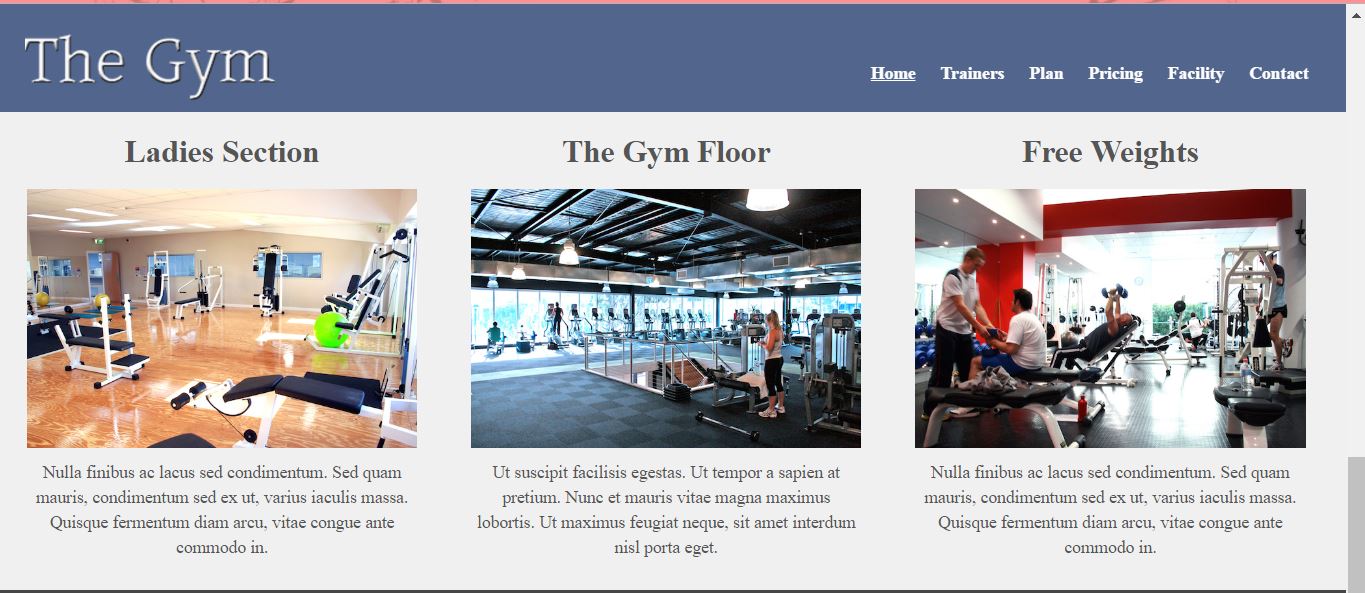 The Gym
Home Trainers Plan Pricing Facility Contact
Ladies Section
Nulla finibus ac lacus sed condimentum. Sed quam
mauris, condimentum sed ex ut, varius iaculis massa.
Quisque fermentum diam arcu, vitae congue ante
commodo in.
The Gym Floor
Ut suscipit facilisis egestas. Ut tempor a sapien at
pretium. Nunc et mauris vitae magna maximus
lobortis. Ut maximus feugiat neque, sit amet interdum
nisl porta eget.
Free Weights
Nulla finibus ac lacus sed condimentum. Sed quam
mauris, condimentum sed ex ut, varius iaculis massa.
Quisque fermentum diam arcu, vitae congue ante
commodo in.